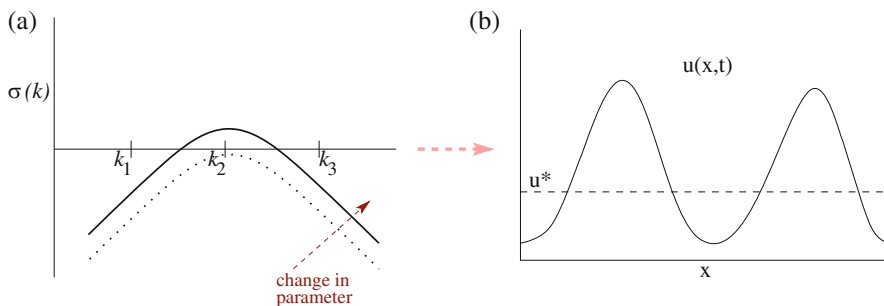 (a)
σ(k)
k1
k2
k3
change in
parameter
(b)
u(x,t)
u*
x